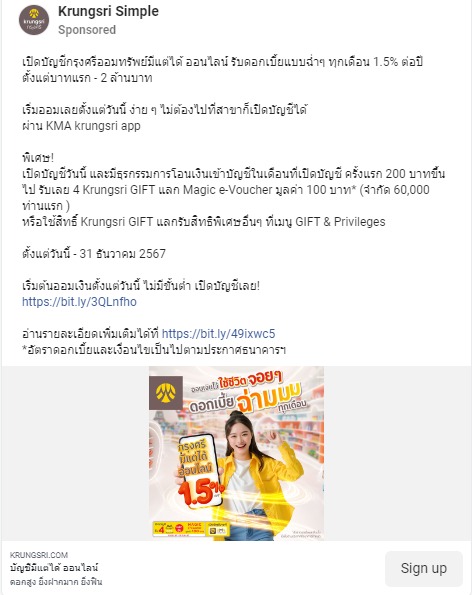 Krungsri Simple
Sponsored
เปิดบัญชีกรุงศรีออมทรัพย์มีแต่ได้ ออนไลน์ รับดอกเบี้ยแบบฉ่ำๆ ทุกเดือน 1.5% ต่อปี
ตั้งแต่บาทแรก - 2 ล้านบาท
เริ่มออมเลยตั้งแต่วันนี้ ง่าย ๆ ไม่ต้องไปที่สาขาก็เปิดบัญชีได้
ผ่าน KMA krungsri app
พิเศษ!
เปิดบัญชีวันนี้ และมีธุรกรรมการโอนเงินเข้าบัญชีในเดือนที่เปิดบัญชี ครั้งแรก 200 บาทขึ้น
ไป รับเลย 4 Krungsri GIFT แลก Magic e-Voucher มูลค่า 100 บาท* (จำกัด 60,000
ท่านแรก )
หรือใช้สิทธิ์ Krungsri GIFT แลกรับสิทธิพิเศษอื่นๆ ที่เมนู GIFT & Privileges
ตั้งแต่วันนี้ - 31 ธันวาคม 2567
เริ่มต้นออมเงินตั้งแต่วันนี้ ไม่มีขั้นต่ำ เปิดบัญชีเลย!
https://bit.ly/3QLnfho
อ่านรายละเอียดเพิ่มเติมได้ที่ https://bit.ly/49ixwc5
*อัตราดอกเบี้ยและเงื่อนไขเป็นไปตามประกาศธนาคารฯ
ออมเงินไว้ ใช้ชีวิต จอยๆ
ดอกเบี้ย ฉ่ามมม
ทุกเดือน
กรุงศรี
มีแต่ได้
ออนไลน์
1.5%
KRUNGSRI.COM
บัญชีมีแต่ได้ ออนไลน์
ดอกสูง ยิ่งฝากมาก ยิ่งฟิน
Sign up